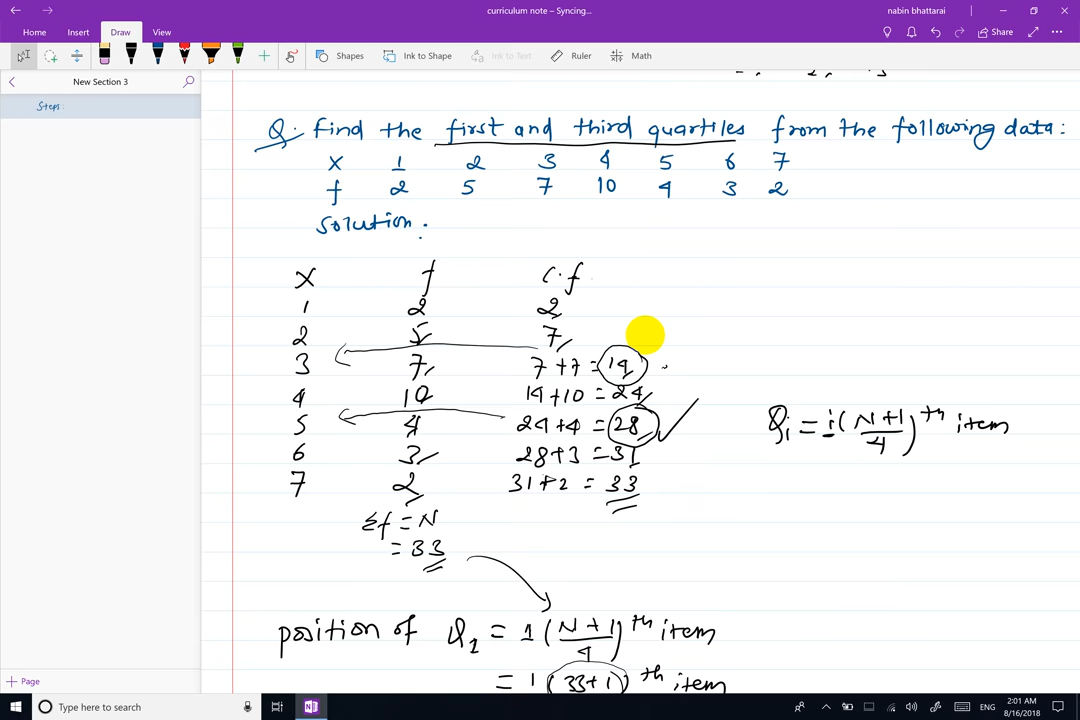 curriculum note – Syncing...
nabin bhattarai
Home Insert Draw View
Share
Shapes Ink to Shape Ink to Text Ruler Math
New Section 3
Steps:
Q. Find the first and third quartiles from the following data:
X 1 2 3 4 5 6 7
f 2 5 7 10 4 3 2
Solution:
X f c.f
1 2 2
2 5 7
3 7 7+7 = 14
4 10 14+10 = 24
5 4 24+4 = 28
6 3 28+3 = 31
7 2 31+2 = 33
Qi = i(N+1/4)th item
Σf = N
= 33
position of Q1 = 1(N+1/4)th item
= 1(33+1)th item
+ Page
Type here to search
ENG
2:01 AM
8/16/2018